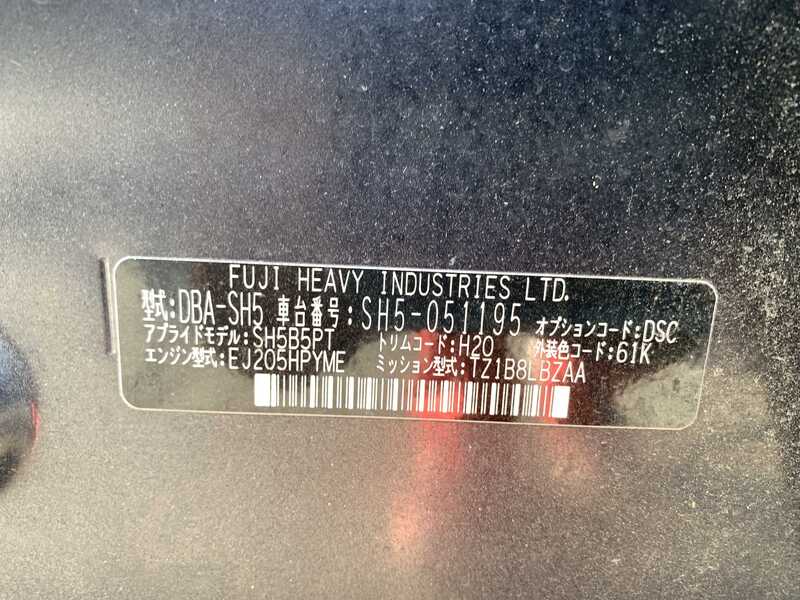 FUJI HEAVY INDUSTRIES LTD.
型式:DBA-SH5 車台番号:SH5-051195 オプションコード:DSC
アプライドモデル:SH5B5PT トリムコード:H20 外装色コード:61K
エンジン型式:EJ205HPYME ミッション型式:TZ1B8LBZAA